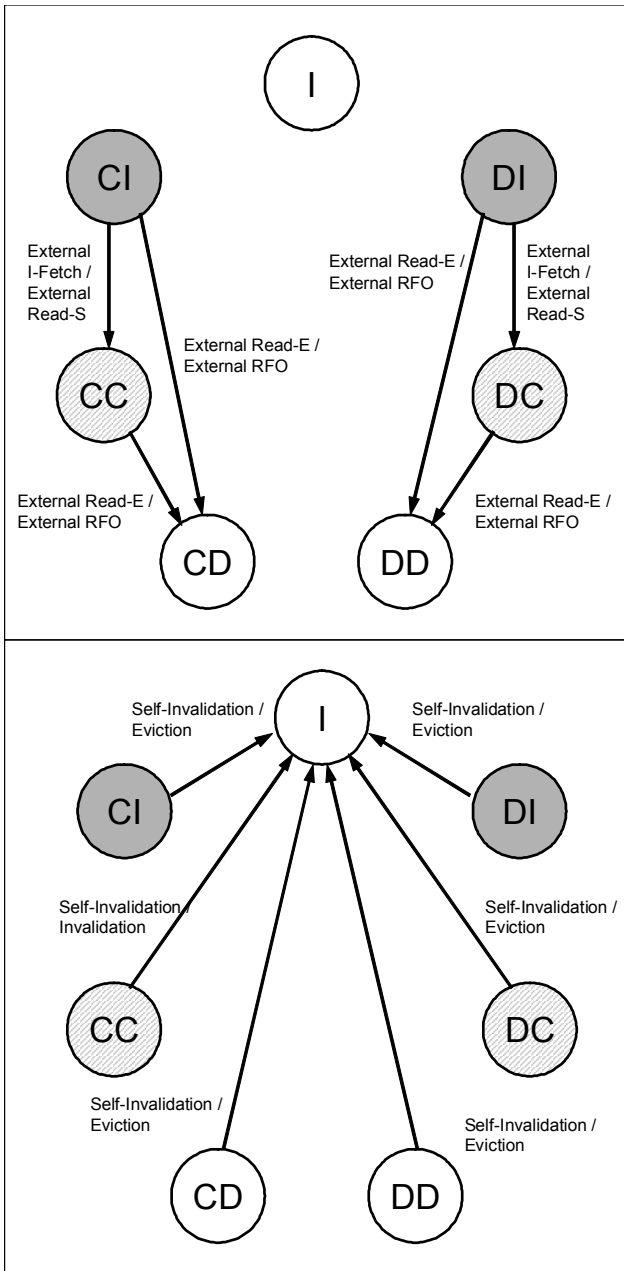 I
CI
DI
External
I-Fetch /
External
Read-S
External Read-E /
External RFO
External
I-Fetch /
External
Read-S
External Read-E /
External RFO
CC
DC
External Read-E /
External RFO
External Read-E /
External RFO
CD
DD
Self-Invalidation /
Eviction
I
Self-Invalidation /
Eviction
CI
DI
Self-Invalidation /
Invalidation
Self-Invalidation /
Eviction
CC
DC
Self-Invalidation /
Eviction
Self-Invalidation /
Eviction
CD
DD